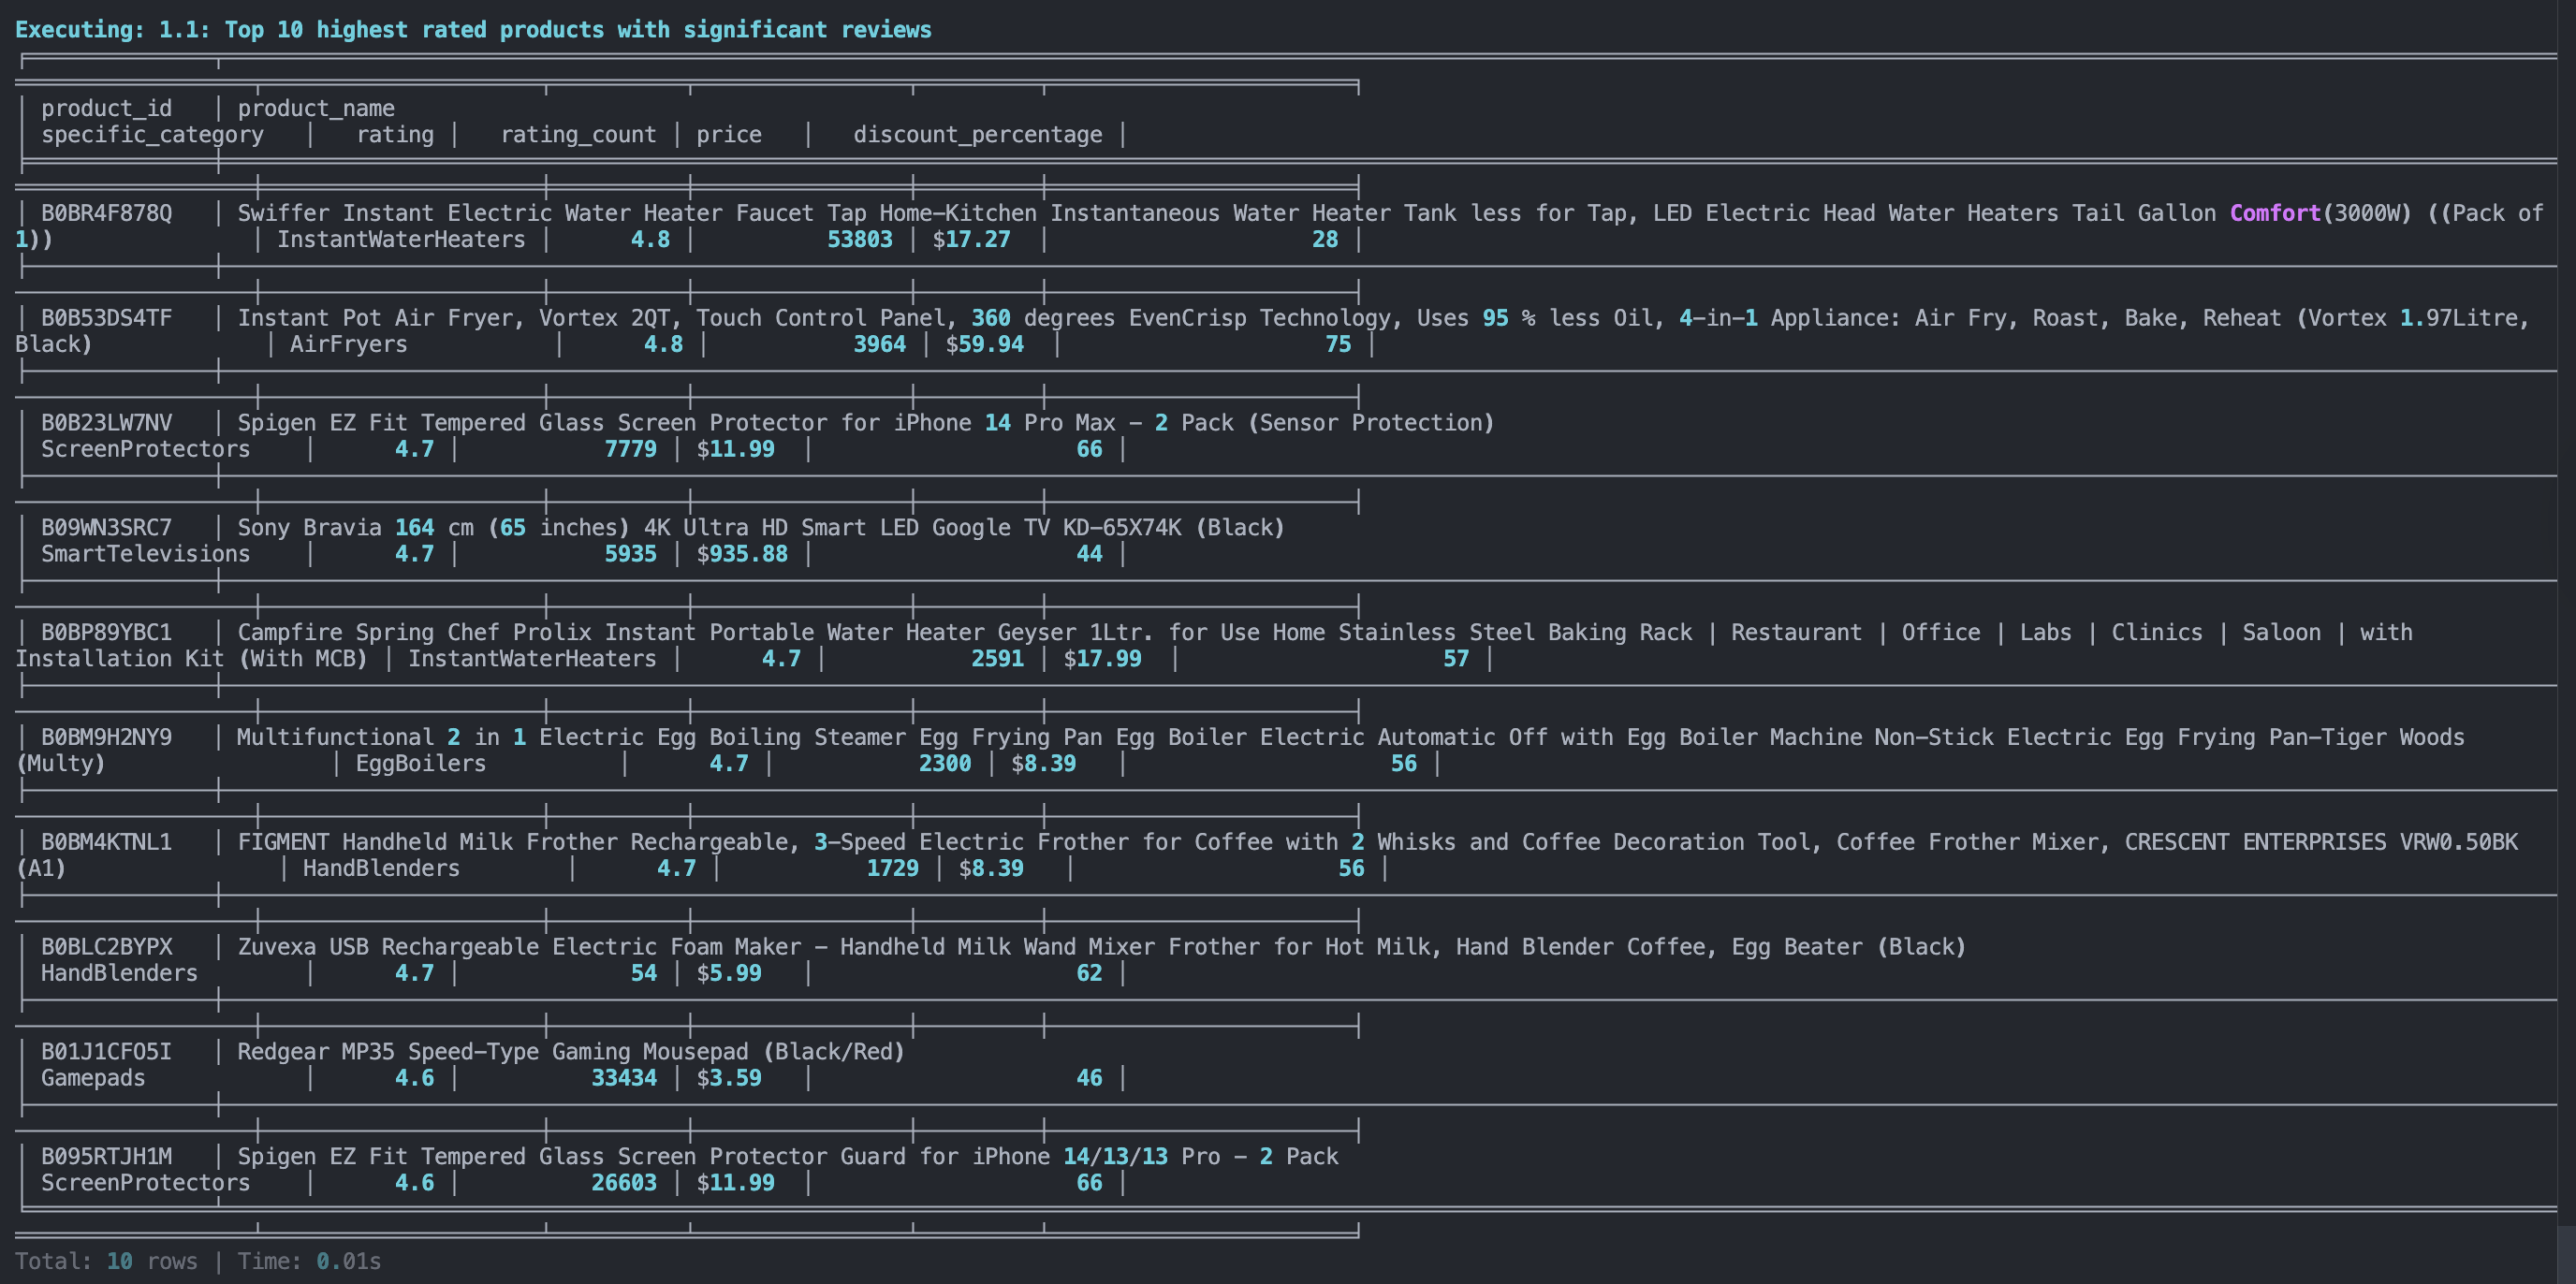 Executing: 1.1: Top 10 highest rated products with significant reviews
│ product_id │ product_name
│ specific_category │ rating │ rating_count │ price │ discount_percentage │
│ B0BR4F878Q │ Swiffer Instant Electric Water Heater Faucet Tap Home-Kitchen Instantaneous Water Heater Tank less for Tap, LED Electric Head Water Heaters Tail Gallon Comfort(3000W) ((Pack of
1)) │ InstantWaterHeaters │ 4.8 │ 53803 │ $17.27 │ 28 │
│ B0B53DS4TF │ Instant Pot Air Fryer, Vortex 2QT, Touch Control Panel, 360 degrees EvenCrisp Technology, Uses 95 % less Oil, 4-in-1 Appliance: Air Fry, Roast, Bake, Reheat (Vortex 1.97Litre,
Black) │ AirFryers │ 4.8 │ 3964 │ $59.94 │ 75 │
│ B0B23LW7NV │ Spigen EZ Fit Tempered Glass Screen Protector for iPhone 14 Pro Max - 2 Pack (Sensor Protection)
│ ScreenProtectors │ 4.7 │ 7779 │ $11.99 │ 66 │
│ B09WN3SRC7 │ Sony Bravia 164 cm (65 inches) 4K Ultra HD Smart LED Google TV KD-65X74K (Black)
│ SmartTelevisions │ 4.7 │ 5935 │ $935.88 │ 44 │
│ B0BP89YBC1 │ Campfire Spring Chef Prolix Instant Portable Water Heater Geyser 1Ltr. for Use Home Stainless Steel Baking Rack | Restaurant | Office | Labs | Clinics | Saloon | with
Installation Kit (With MCB) │ InstantWaterHeaters │ 4.7 │ 2591 │ $17.99 │ 57 │
│ B0BM9H2NY9 │ Multifunctional 2 in 1 Electric Egg Boiling Steamer Egg Frying Pan Egg Boiler Electric Automatic Off with Egg Boiler Machine Non-Stick Electric Egg Frying Pan-Tiger Woods
(Multy) │ EggBoilers │ 4.7 │ 2300 │ $8.39 │ 56 │
│ B0BM4KTNL1 │ FIGMENT Handheld Milk Frother Rechargeable, 3-Speed Electric Frother for Coffee with 2 Whisks and Coffee Decoration Tool, Coffee Frother Mixer, CRESCENT ENTERPRISES VRW0.50BK
(A1) │ HandBlenders │ 4.7 │ 1729 │ $8.39 │ 56 │
│ B0BLC2BYPX │ Zuvexa USB Rechargeable Electric Foam Maker - Handheld Milk Wand Mixer Frother for Hot Milk, Hand Blender Coffee, Egg Beater (Black)
│ HandBlenders │ 4.7 │ 54 │ $5.99 │ 62 │
│ B01J1CFO5I │ Redgear MP35 Speed-Type Gaming Mousepad (Black/Red)
│ Gamepads │ 4.6 │ 33434 │ $3.59 │ 46 │
│ B095RTJH1M │ Spigen EZ Fit Tempered Glass Screen Protector Guard for iPhone 14/13/13 Pro - 2 Pack
│ ScreenProtectors │ 4.6 │ 26603 │ $11.99 │ 66 │
Total: 10 rows | Time: 0.01s